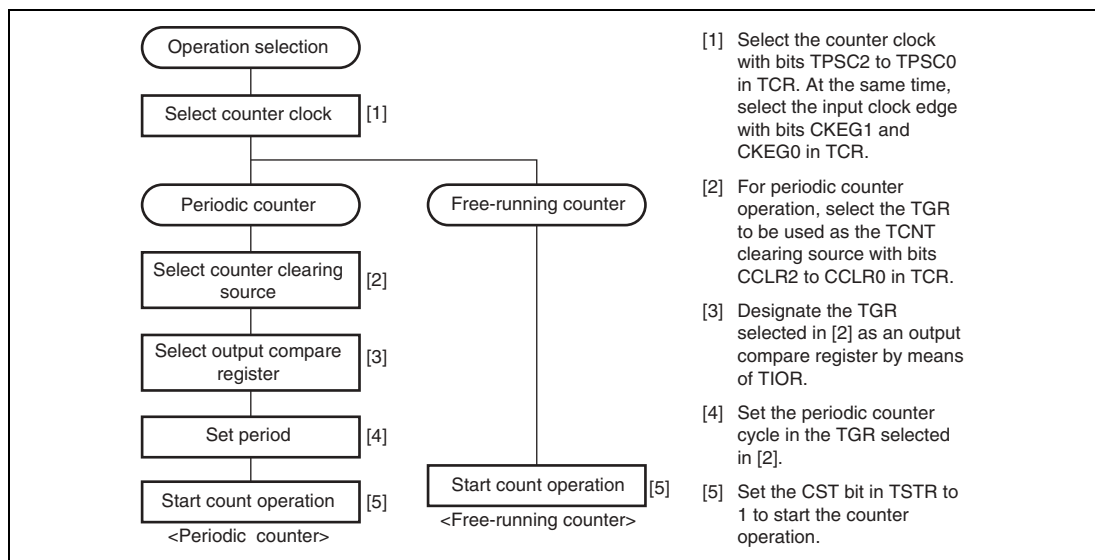 Operation selection
Select counter clock
[1]
Periodic counter
Free-running counter
Select counter clearing
source
[2]
Select output compare
register
[3]
Set period
[4]
Start count operation
[5]
<Periodic counter>
Start count operation
[5]
<Free-running counter>
[1] Select the counter clock
with bits TPSC2 to TPSC0
in TCR. At the same time,
select the input clock edge
with bits CKEG1 and
CKEG0 in TCR.
[2] For periodic counter
operation, select the TGR
to be used as the TCNT
clearing source with bits
CCLR2 to CCLR0 in TCR.
[3] Designate the TGR
selected in [2] as an output
compare register by means
of TIOR.
[4] Set the periodic counter
cycle in the TGR selected
in [2].
[5] Set the CST bit in TSTR to
1 to start the counter
operation.